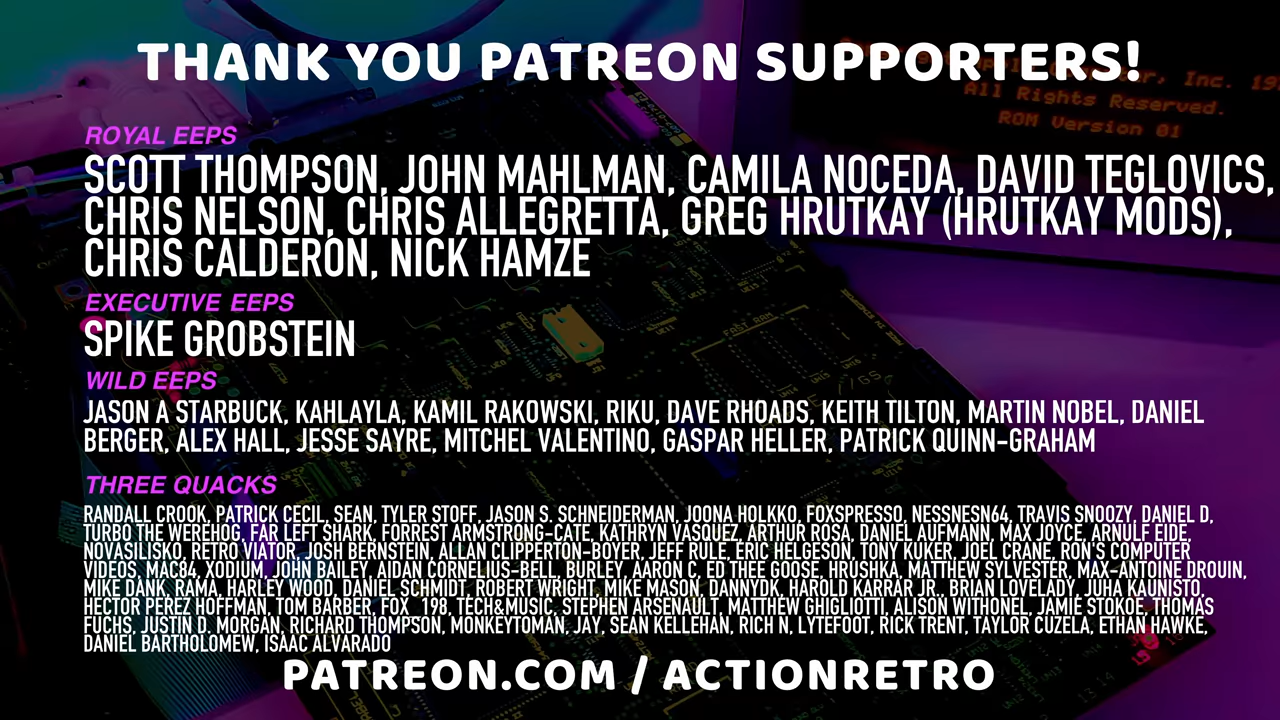 THANK YOU PATREON SUPPORTERS!
All Rights Reserved.
ROM Version 01
ROYAL EEPS
SCOTT THOMPSON, JOHN MAHLMAN, CAMILA NOCEDA, DAVID TEGLOVICS,
CHRIS NELSON, CHRIS ALLEGRETTA, GREG HRUTKAY (HRUTKAY MODS),
CHRIS CALDERON, NICK HAMZE
EXECUTIVE EEPS
SPIKE GROBSTEIN
WILD EEPS
JASON A STARBUCK, KAHLAYLA, KAMIL RAKOWSKI, RIKU, DAVE RHOADS, KEITH TILTON, MARTIN NOBEL, DANIEL
BERGER, ALEX HALL, JESSE SAYRE, MITCHEL VALENTINO, GASPAR HELLER, PATRICK QUINN-GRAHAM
THREE QUACKS
RANDALL CROOK, PATRICK CECIL, SEAN, TYLER STOFF, JASON S. SCHNEIDERMAN, JOONA HOLKKO, FOXSPRESSO, NESSNESN64, TRAVIS SNOOZY, DANIEL D,
TURBO THE WEREHOG, FAR LEFT SHARK, FORREST ARMSTRONG-CATE, KATHRYN VASQUEZ, ARTHUR ROSA, DANIEL AUFMANN, MAX JOYCE, ARNULF EIDE,
NOVASILISKO, RETRO VIATOR, JOSH BERNSTEIN, ALLAN CLIPPERTON-BOYER, JEFF RULE, ERIC HELGESON, TONY KUKER, JOEL CRANE, RON'S COMPUTER
VIDEOS, MAC84, XODIUM, JOHN BAILEY, AIDAN CORNELIUS-BELL, BURLEY, AARON C, ED THEE GOOSE, HRUSHKA, MATTHEW SYLVESTER, MAX-ANTOINE DROUIN,
MIKE DANK, RAMA, HARLEY WOOD, DANIEL SCHMIDT, ROBERT WRIGHT, MIKE MASON, DANNYDK, HAROLD KARRAR JR., BRIAN LOVELADY, JUHA KAUNISTO,
HECTOR PEREZ HOFFMAN, TOM BARBER, FOX_198, TECH&MUSIC, STEPHEN ARSENAULT, MATTHEW GHIGLIOTTI, ALISON WITHONEL, JAMIE STOKOE, THOMAS
FUCHS, JUSTIN D. MORGAN, RICHARD THOMPSON, MONKEYTOMAN, JAY, SEAN KELLEHAN, RICH N, LYTEFOOT, RICK TRENT, TAYLOR CUZELA, ETHAN HAWKE,
DANIEL BARTHOLOMEW, ISAAC ALVARADO
PATREON.COM / ACTIONRETRO